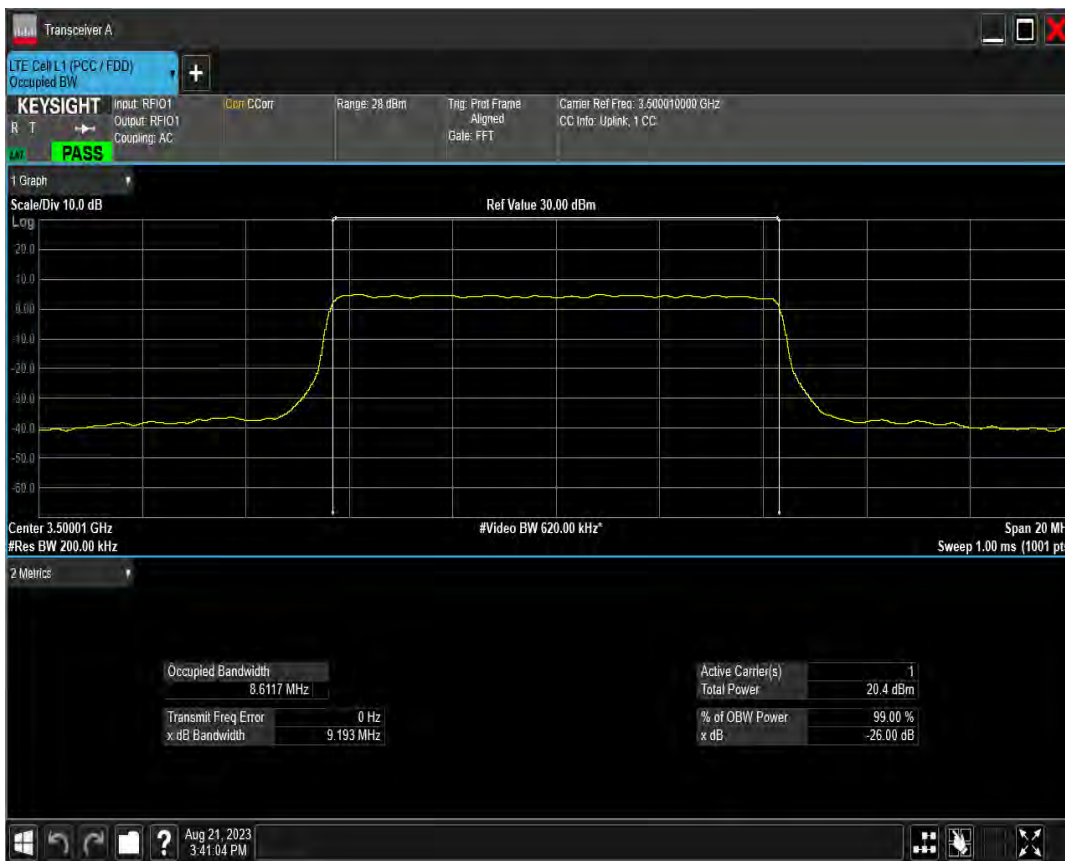 Transceiver A
LTE Cell L1 (PCC / FDD)
Occupied BW
+
KEYSIGHT
R T
PASS
Input: RFIO1
Output: RFIO1
Coupling: AC
Corr CCorr
Range: 28 dBm
Trig: Prot Frame
Aligned
Gate: FFT
Carrier Ref Freq: 3.500010000 GHz
CC Info: Uplink, 1 CC
1 Graph
Scale/Div 10.0 dB
Ref Value 30.00 dBm
Log
20.0
10.0
0.00
-10.0
-20.0
-30.0
-40.0
-50.0
-60.0
Center 3.50001 GHz
#Video BW 620.00 kHz*
Span 20 MH
#Res BW 200.00 kHz
Sweep 1.00 ms (1001 pt
2 Metrics
Occupied Bandwidth
8.6117 MHz
Transmit Freq Error 0 Hz
x dB Bandwidth 9.193 MHz
Active Carrier(s) 1
Total Power 20.4 dBm
% of OBW Power 99.00 %
x dB -26.00 dB
?
Aug 21, 2023
3:41:04 PM